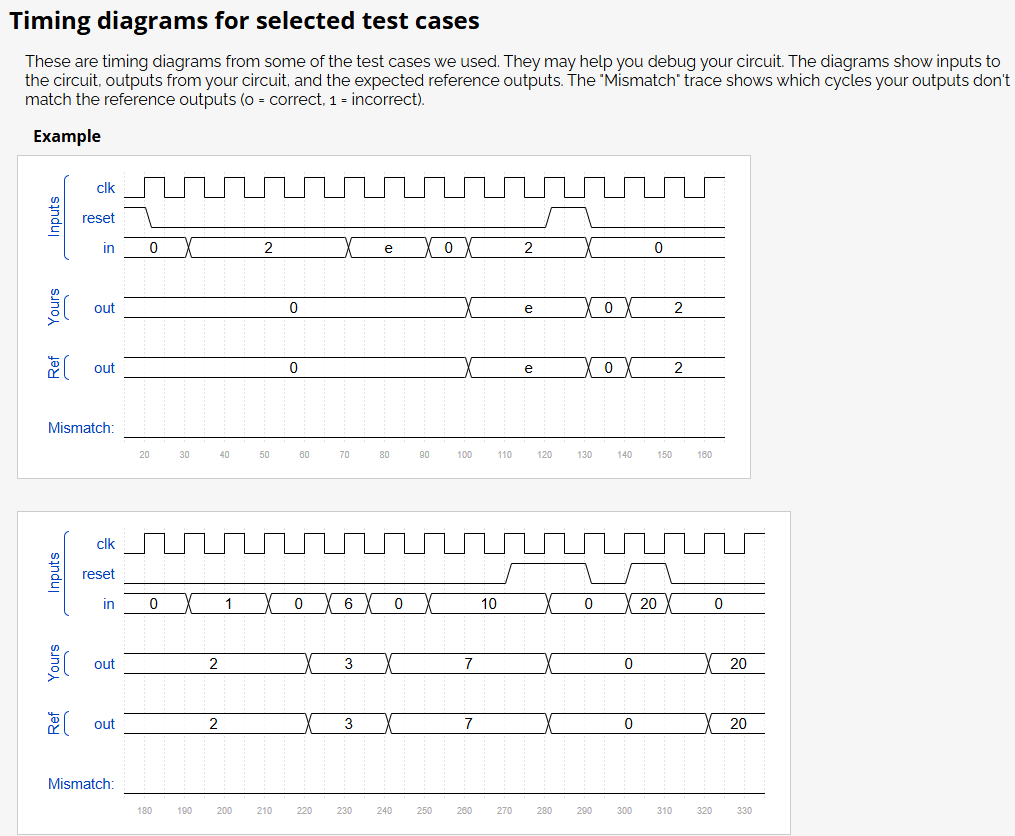 Timing diagrams for selected test cases
These are timing diagrams from some of the test cases we used. They may help you debug your circuit. The diagrams show inputs to
the circuit, outputs from your circuit, and the expected reference outputs. The "Mismatch" trace shows which cycles your outputs don't
match the reference outputs (0 = correct, 1 = incorrect).
Example
Inputs
clk
reset
in 0 2 e 0 2 0
Yours
out 0 e 0 2
Ref
out 0 e 0 2
Mismatch:
20 30 40 50 60 70 80 90 100 110 120 130 140 150 160
Inputs
clk
reset
in 0 1 0 6 0 10 0 20 0
Yours
out 2 3 7 0 20
Ref
out 2 3 7 0 20
Mismatch:
180 190 200 210 220 230 240 250 260 270 280 290 300 310 320 330